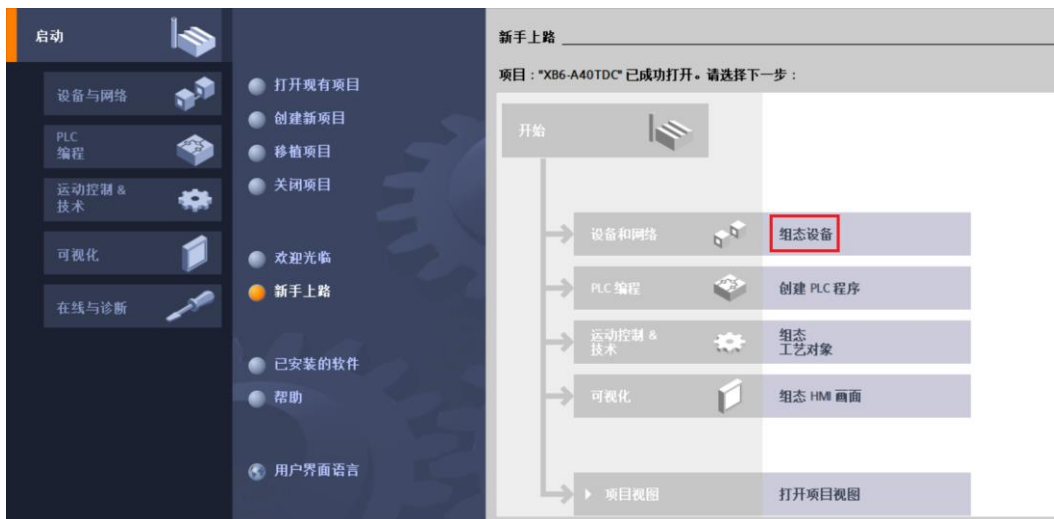 启动
设备与网络
PLC
编程
运动控制 &
技术
可视化
在线与诊断
打开现有项目
创建新项目
移植项目
关闭项目
欢迎光临
新手上路
已安装的软件
帮助
用户界面语言
新手上路
项目："XB6-A40TDC" 已成功打开。请选择下一步：
开始
设备和网络
组态设备
PLC 编程
创建 PLC 程序
运动控制 &
技术
组态
工艺对象
可视化
组态 HMI 画面
项目视图
打开项目视图